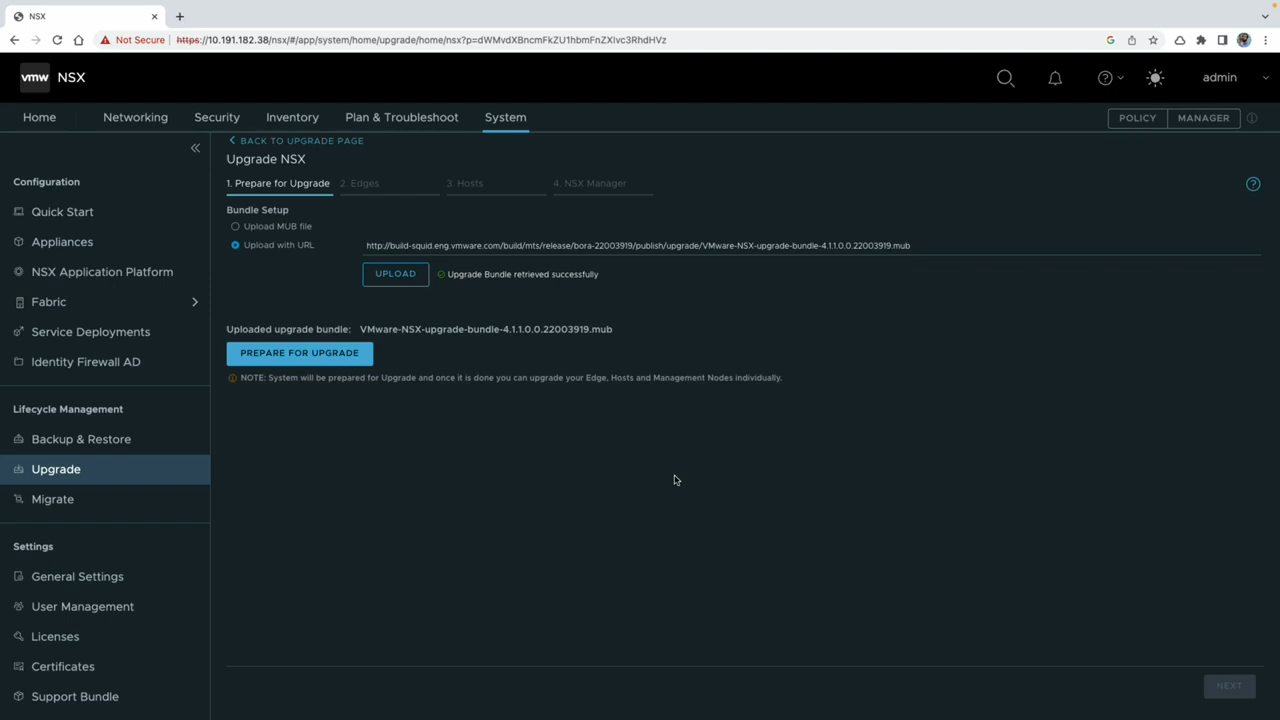 NSX
Not Secure
https://10.191.182.38/nsx/#/app/system/home/upgrade/home/nsx?p=dWMvdXBncmFkZU1hbmFnZXIvc3RhdHVz
vmw NSX
admin
Home
Networking
Security
Inventory
Plan & Troubleshoot
System
POLICY
MANAGER
Configuration
Quick Start
Appliances
NSX Application Platform
Fabric
Service Deployments
Identity Firewall AD
Lifecycle Management
Backup & Restore
Upgrade
Migrate
Settings
General Settings
User Management
Licenses
Certificates
Support Bundle
BACK TO UPGRADE PAGE
Upgrade NSX
1. Prepare for Upgrade
2. Edges
3. Hosts
4. NSX Manager
Bundle Setup
Upload MUB file
Upload with URL
http://build-squid.eng.vmware.com/build/mts/release/bora-22003919/publish/upgrade/VMware-NSX-upgrade-bundle-4.1.1.0.0.22003919.mub
UPLOAD
Upgrade Bundle retrieved successfully
Uploaded upgrade bundle: VMware-NSX-upgrade-bundle-4.1.1.0.0.22003919.mub
PREPARE FOR UPGRADE
NOTE: System will be prepared for Upgrade and once it is done you can upgrade your Edge, Hosts and Management Nodes individually.
NEXT